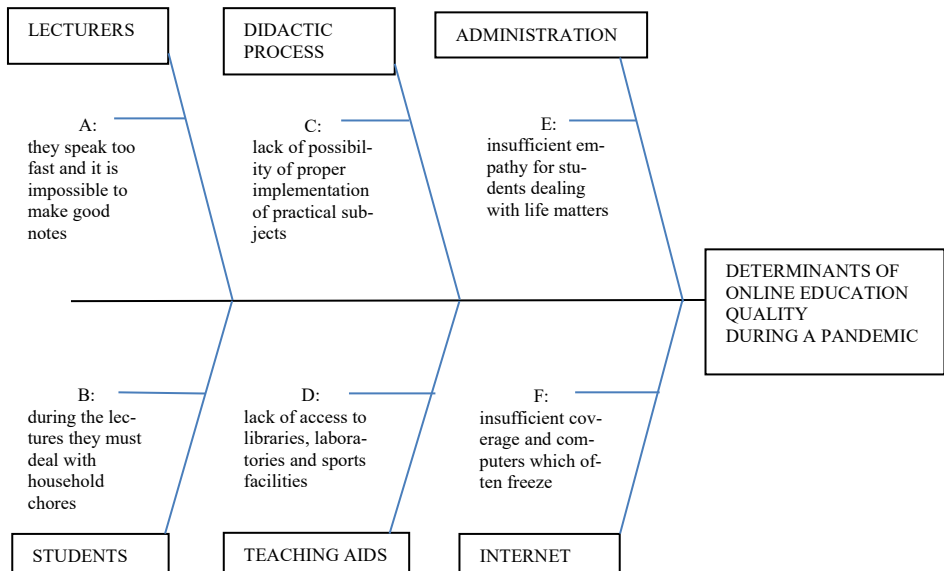 LECTURERS
DIDACTIC
PROCESS
ADMINISTRATION
A:
they speak too
fast and it is
impossible to
make good
notes
C:
lack of possibil-
ity of proper
implementation
of practical sub-
jects
E:
insufficient em-
pathy for stu-
dents dealing
with life matters
DETERMINANTS OF
ONLINE EDUCATION
QUALITY
DURING A PANDEMIC
B:
during the lec-
tures they must
deal with
household
chores
D:
lack of access to
libraries, labora-
tories and sports
facilities
F:
insufficient cov-
erage and com-
puters which of-
ten freeze
STUDENTS
TEACHING AIDS
INTERNET